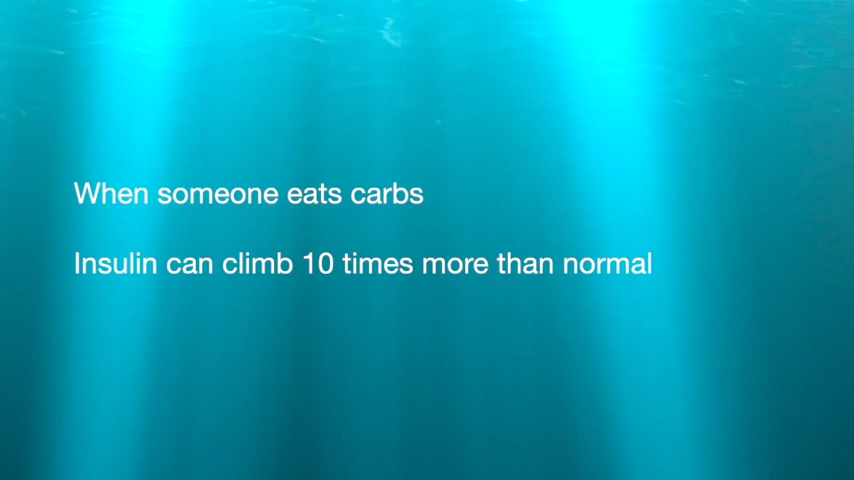 When someone eats carbs
Insulin can climb 10 times more than normal